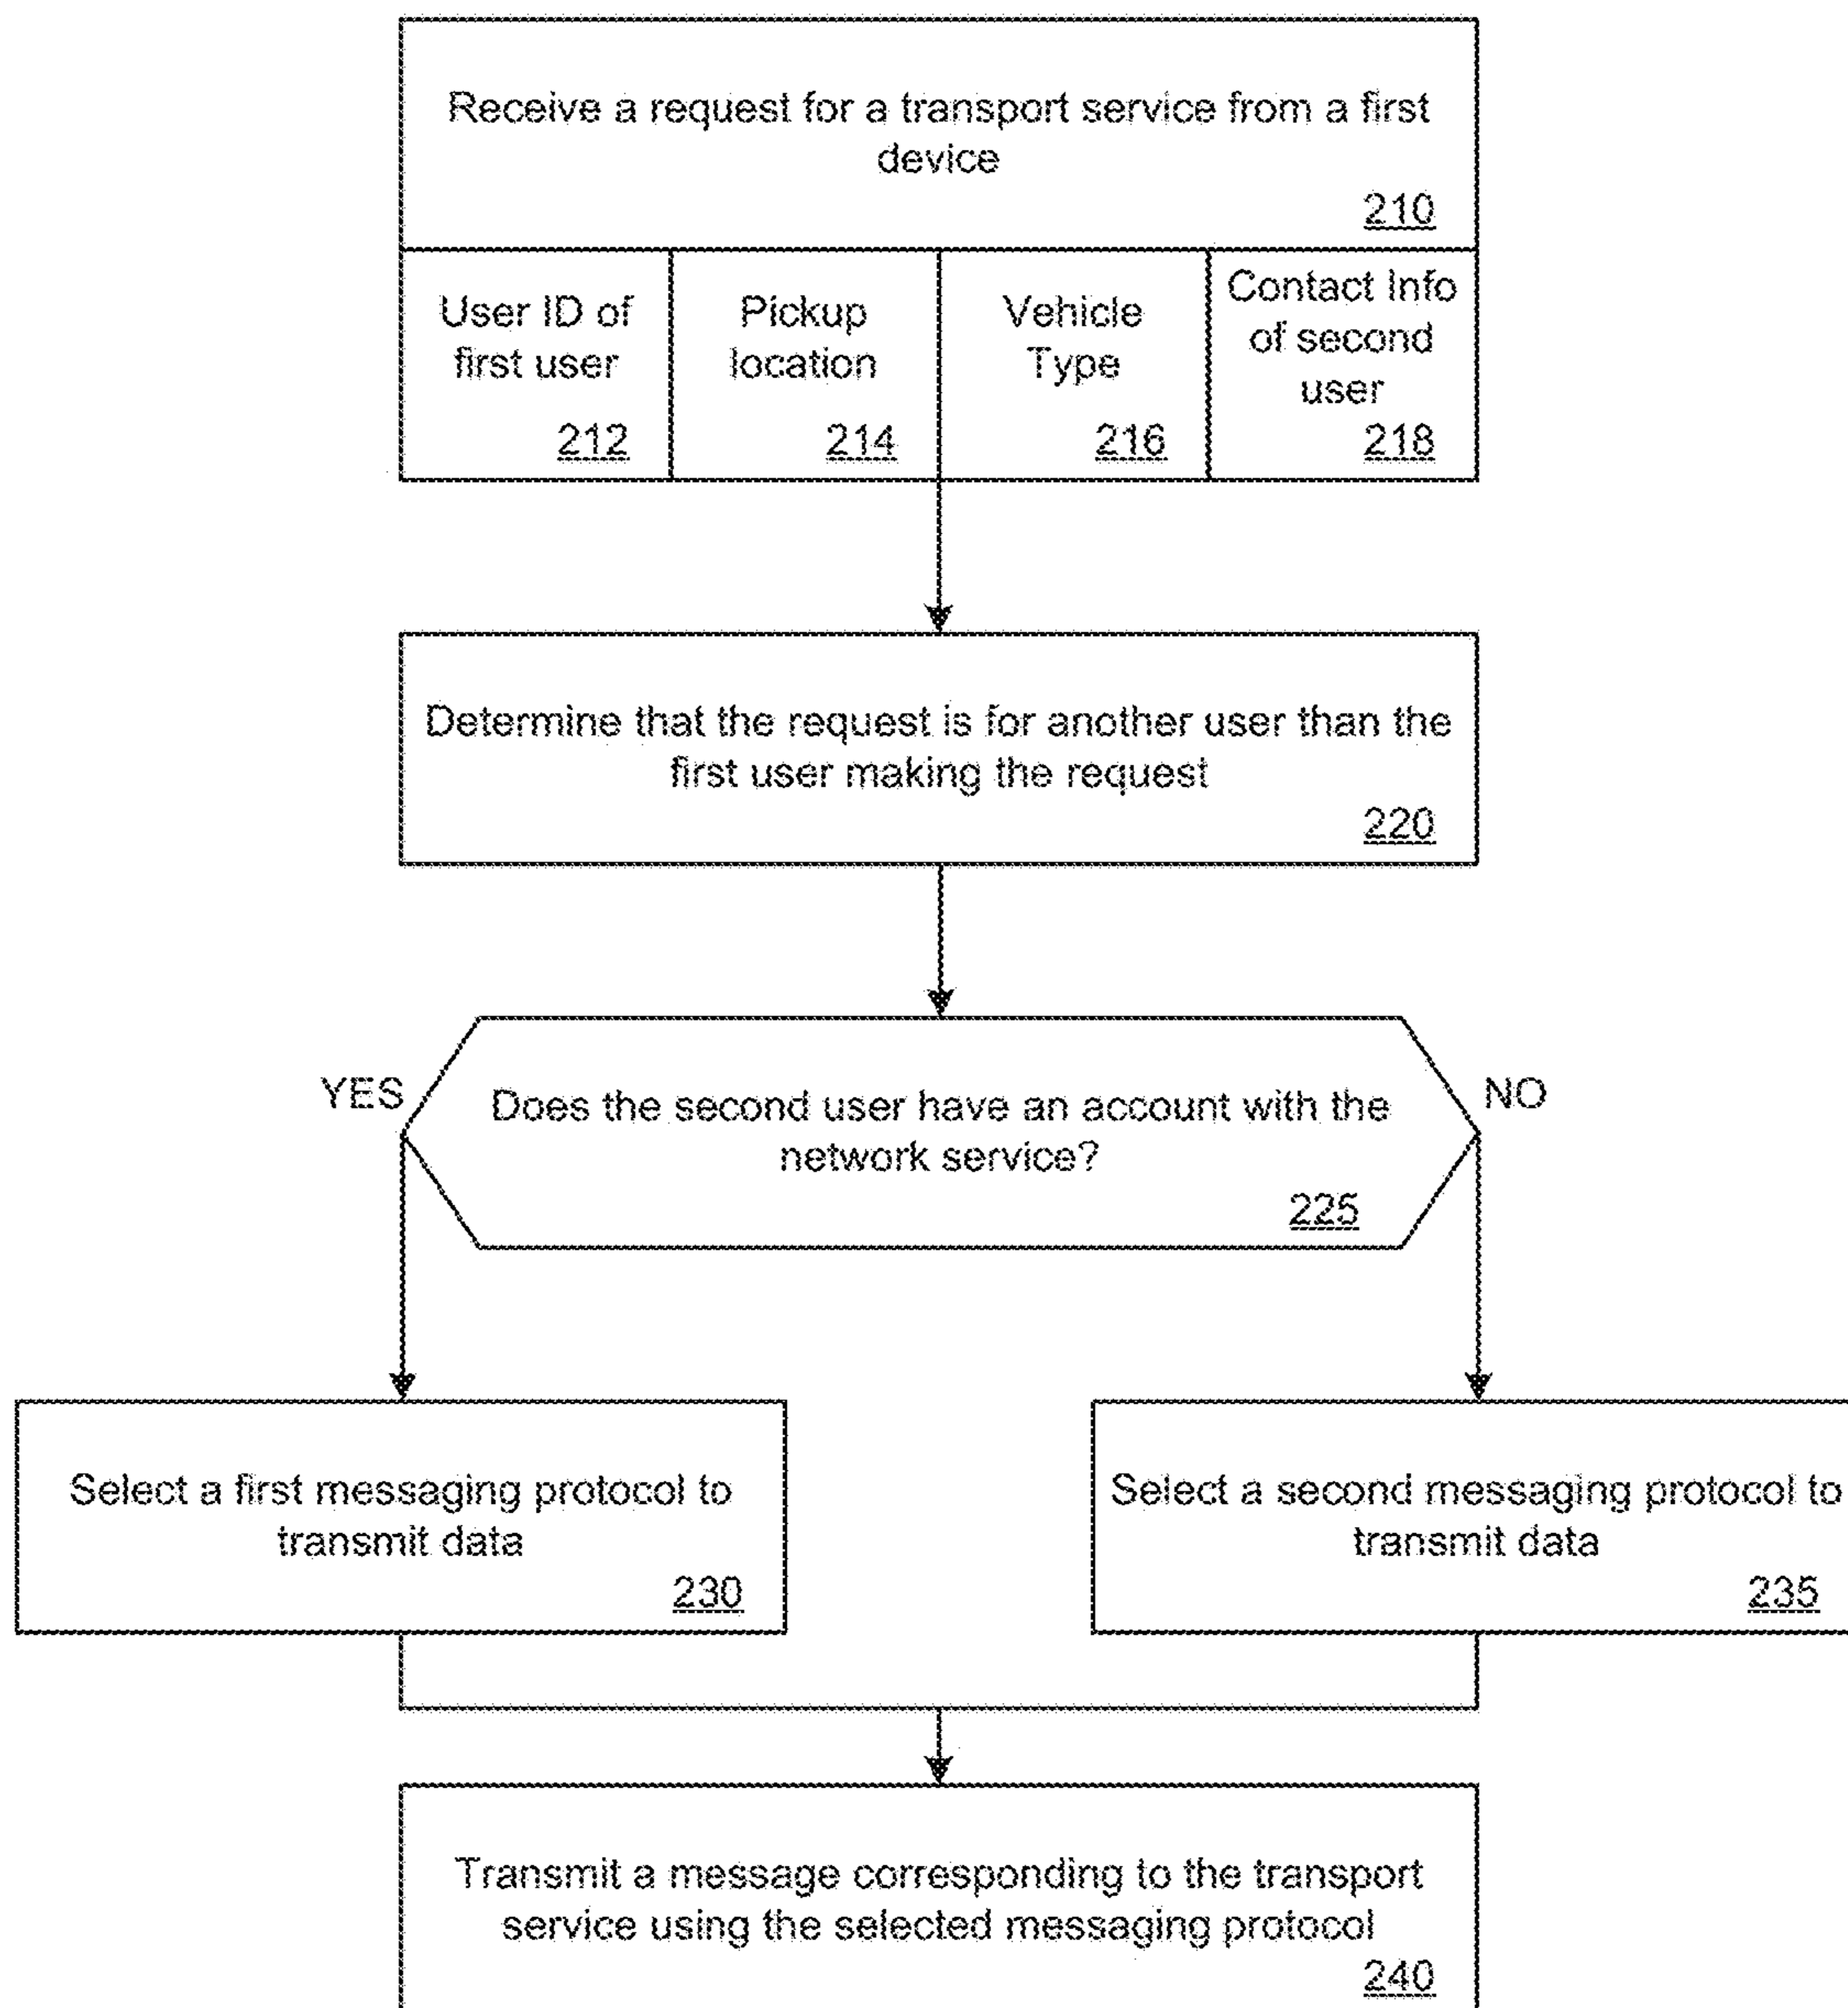 Receive a request for a transport service from a first
device
210
User ID of
first user
212
Pickup
location
214
Vehicle
Type
216
Contact Info
of second
user
218
Determine that the request is for another user than the
first user making the request
220
YES
NO
Does the second user have an account with the
network service?
225
Select a first messaging protocol to
transmit data
230
Select a second messaging protocol to
transmit data
235
Transmit a message corresponding to the transport
service using the selected messaging protocol
240